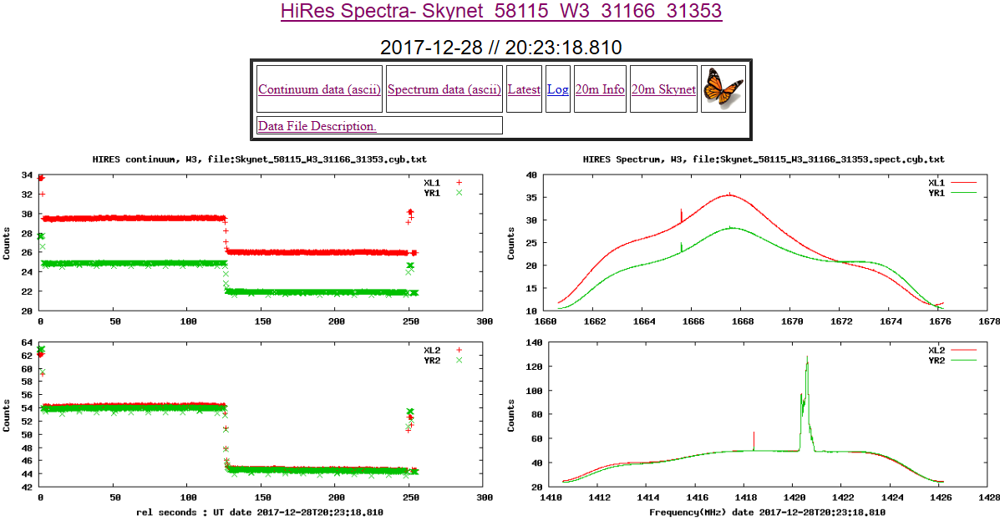 HiRes Spectra- Skynet_58115_W3_31166_31353
2017-12-28 // 20:23:18.810
Continuum data (ascii) Spectrum data (ascii) Latest Log 20m Info 20m Skynet
Data File Description.
HIRES continuum, W3, file:Skynet_58115_W3_31166_31353.cyb.txt
34
32
30
28
26
24
22
20
Counts
XL1
YR1
0 50 100 150 200 250 300
HIRES Spectrum, W3, file:Skynet_58115_W3_31166_31353.spect.cyb.txt
40
35
30
25
20
15
10
Counts
XL1
YR1
1660 1662 1664 1666 1668 1670 1672 1674 1676 1678
64
62
60
58
56
54
52
50
48
46
44
42
Counts
XL2
YR2
0 50 100 150 200 250 300
rel seconds : UT date 2017-12-28T20:23:18.810
140
120
100
80
60
40
20
Counts
XL2
YR2
1410 1412 1414 1416 1418 1420 1422 1424 1426 1428
Frequency(MHz) date 2017-12-28T20:23:18.810